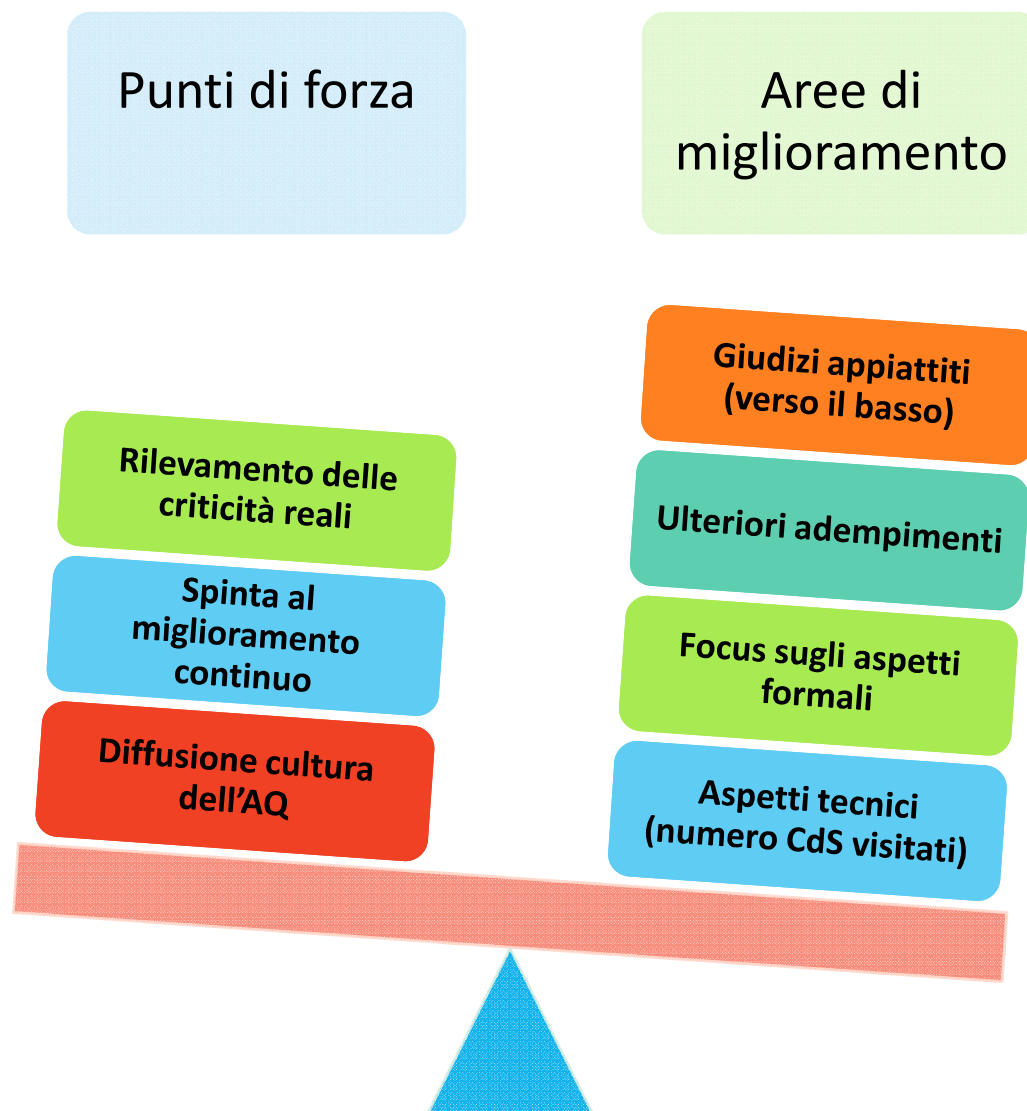 Punti di forza
Aree di
miglioramento
Rilevamento delle
criticità reali
Spinta al
miglioramento
continuo
Diffusione cultura
dell’AQ
Giudizi appiattiti
(verso il basso)
Ulteriori adempimenti
Focus sugli aspetti
formali
Aspetti tecnici
(numero CdS visitati)